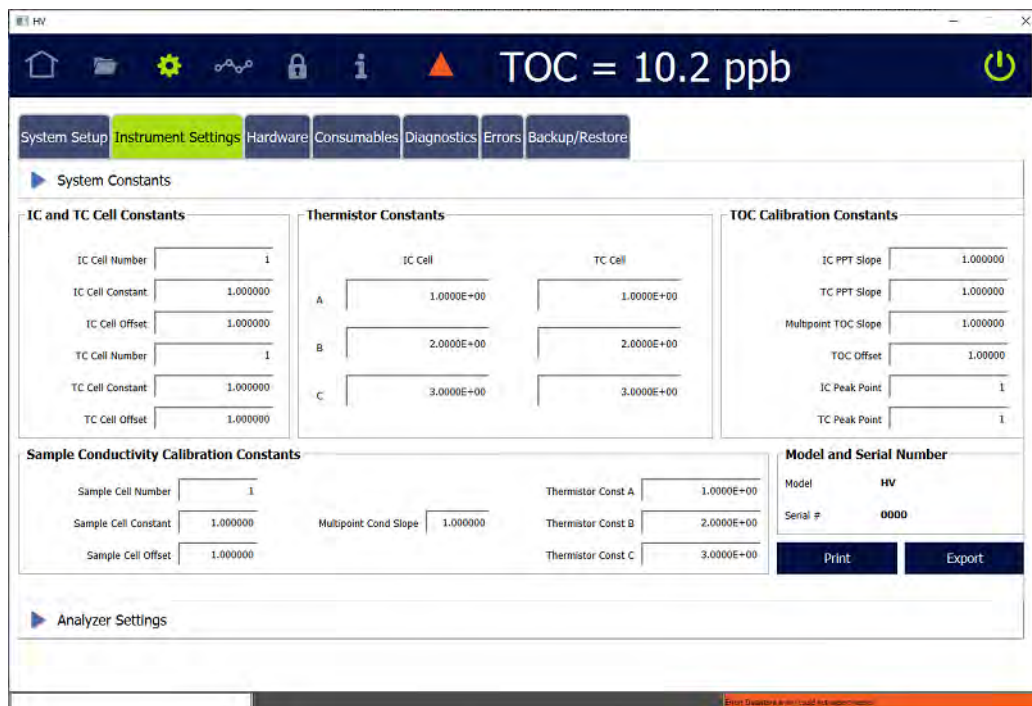 HV
TOC = 10.2 ppb
System Setup Instrument Settings Hardware Consumables Diagnostics Errors Backup/Restore
System Constants
IC and TC Cell Constants
IC Cell Number 1
IC Cell Constant 1.000000
IC Cell Offset 1.000000
TC Cell Number 1
TC Cell Constant 1.000000
TC Cell Offset 1.000000
Thermistor Constants
IC Cell TC Cell
A 1.0000E+00 1.0000E+00
B 2.0000E+00 2.0000E+00
C 3.0000E+00 3.0000E+00
TOC Calibration Constants
IC PPT Slope 1.000000
TC PPT Slope 1.000000
Multipoint TOC Slope 1.000000
TOC Offset 1.00000
IC Peak Point 1
TC Peak Point 1
Sample Conductivity Calibration Constants
Sample Cell Number 1
Sample Cell Constant 1.000000
Sample Cell Offset 1.000000
Multipoint Cond Slope 1.000000
Thermistor Const A 1.0000E+00
Thermistor Const B 2.0000E+00
Thermistor Const C 3.0000E+00
Model and Serial Number
Model HV
Serial # 0000
Print Export
Analyzer Settings